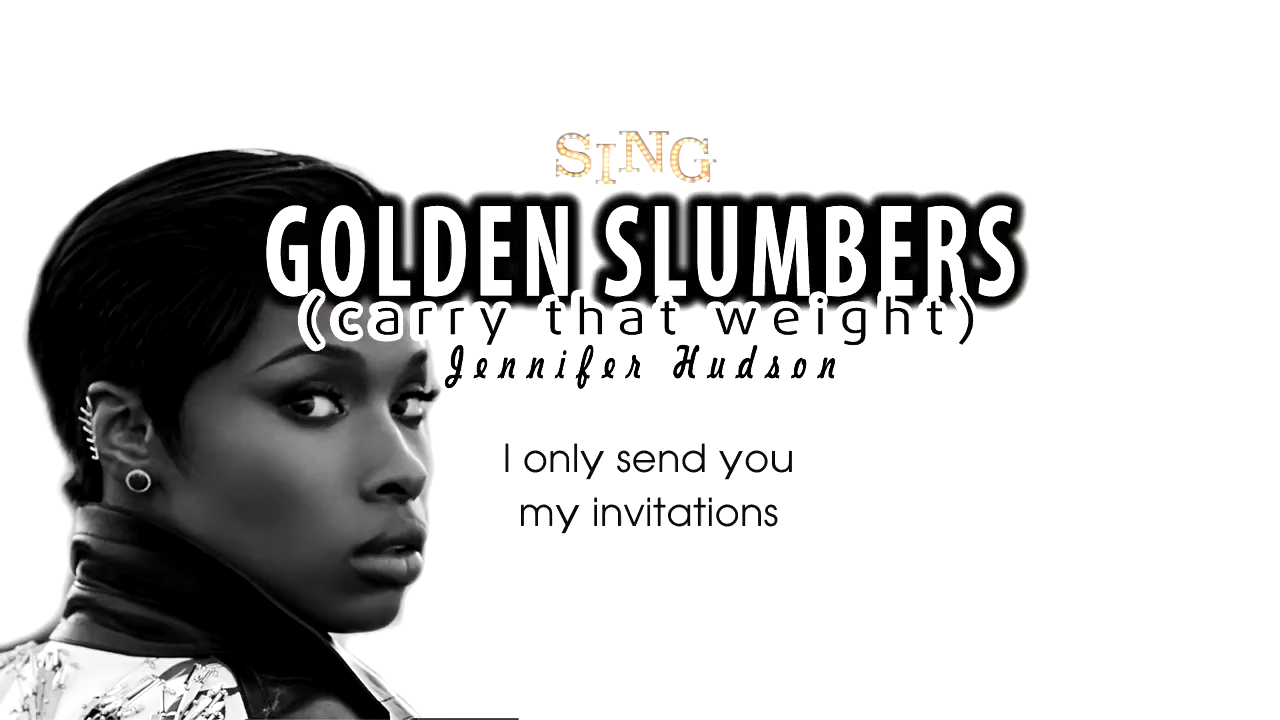 SING
GOLDEN SLUMBERS
(carry that weight)
Jennifer Hudson
I only send you
my invitations